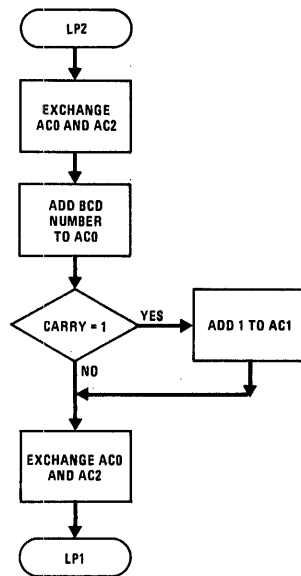 LP2
EXCHANGE
AC0 AND AC2
ADD BCD
NUMBER
TO AC0
CARRY = 1
YES
ADD 1 TO AC1
NO
EXCHANGE AC0
AND AC2
LP1